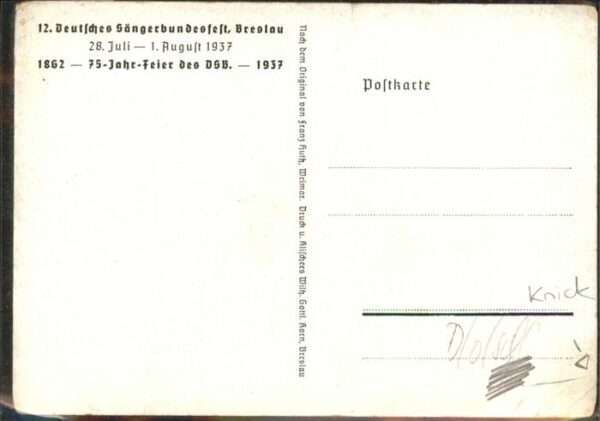 12. Deutsches Sängerbundesfest, Breslau
28. Juli — 1. August 1937
1862 — 75-Jahr-Feier des DSB. — 1937
Nach dem Original von Franz Huth, Weimar. Druck u. Klischees Wilh. Gottl. Korn, Breslau
Postkarte
Knick